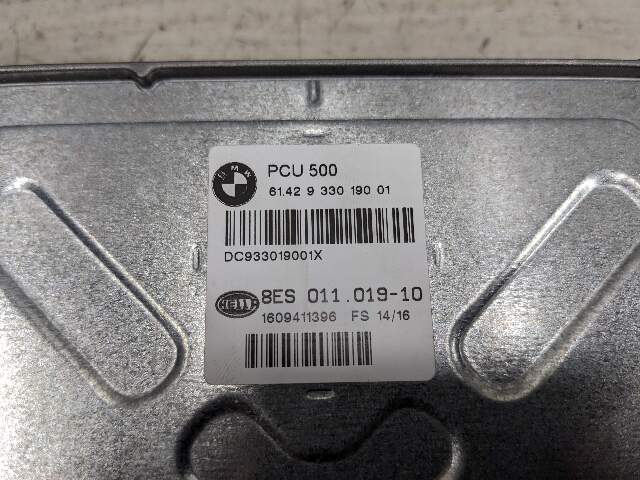 BMW
PCU 500
61.42 9 330 190 01
DC933019001X
HELLA
8ES 011.019-10
1609411396 FS 14/16